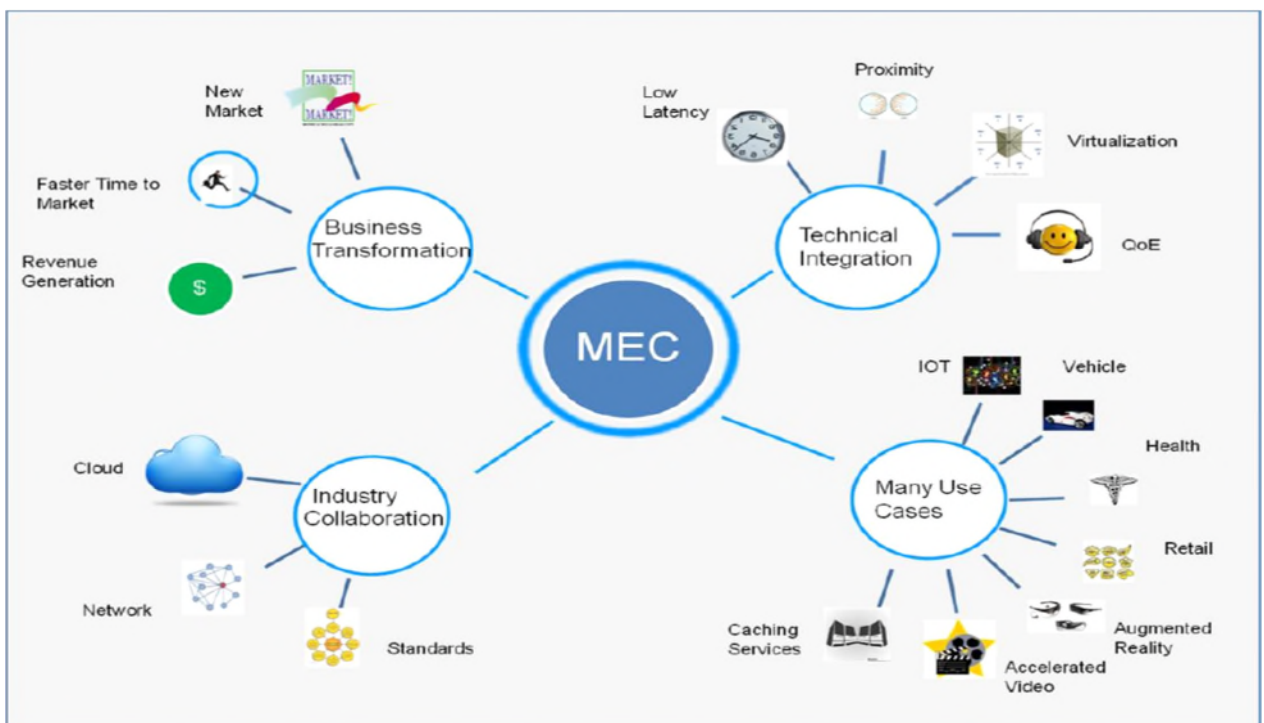 New
Market
MARKET!
MARKET!
Faster Time to
Market
Revenue
Generation
$
Business
Transformation
Low
Latency
Proximity
Virtualization
QoE
Technical
Integration
MEC
Cloud
Network
Standards
Industry
Collaboration
IOT
Vehicle
Health
Retail
Augmented
Reality
Accelerated
Video
Caching
Services
Many Use
Cases